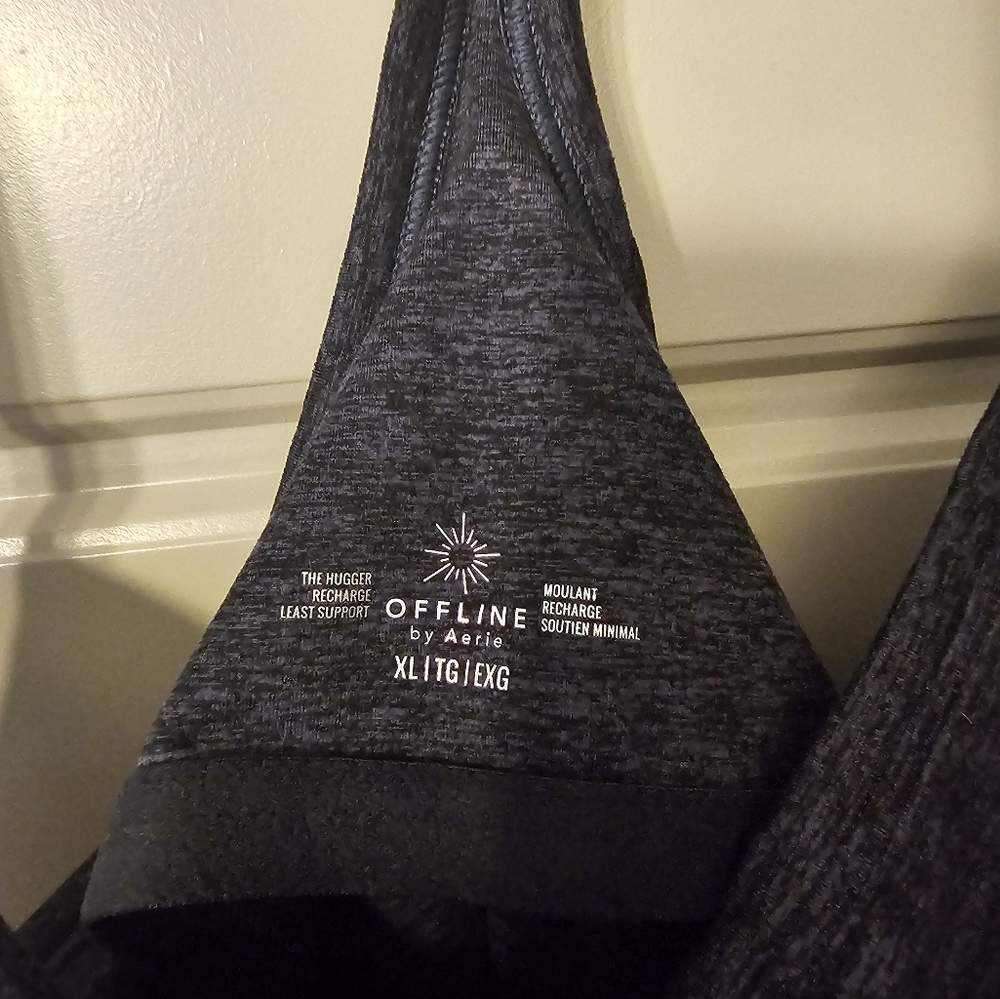 THE HUGGER
RECHARGE
LEAST SUPPORT
OFFLINE
by Aerie
XL | TG | EXG
MOULANT
RECHARGE
SOUTIEN MINIMAL